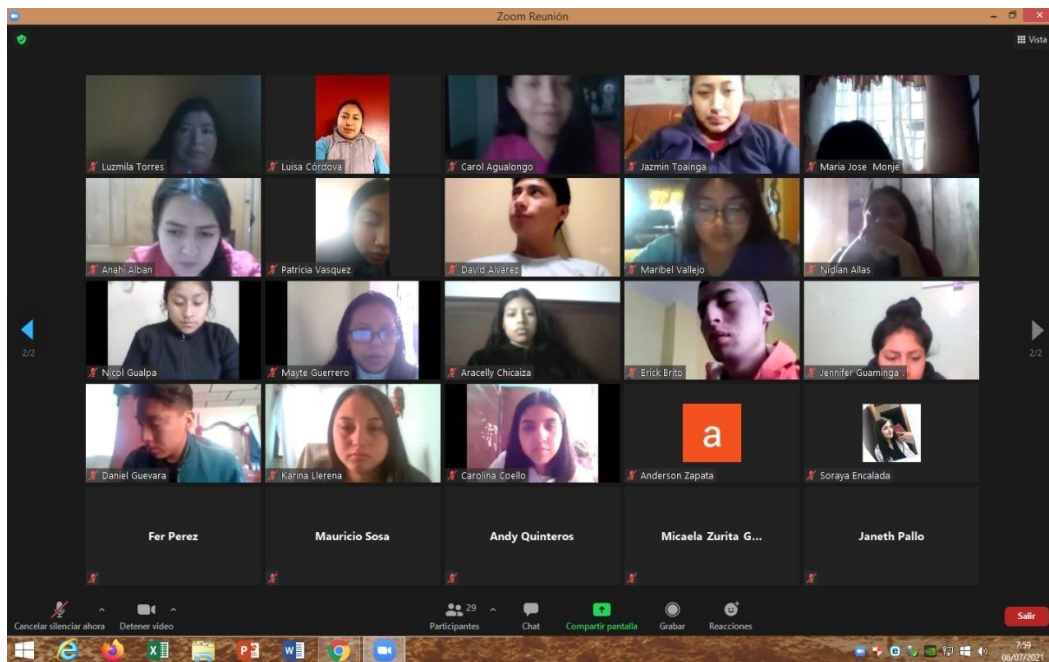 Zoom Reunión
Vista
Luzmila Torres
Luisa Córdova
Carol Agualongo
Jazmin Toainga
Maria Jose Monje
Anahi Alban
Patricia Vasquez
David Alvarez
Maribel Vallejo
Nidian Allas
2/2
2/2
Nicol Gualpa
Mayte Guerrero
Aracelly Chicaiza
Erick Brito
Jennifer Guaminga
Daniel Guevara
Karina Llerena
Carolina Coello
a
Anderson Zapata
Soraya Encalada
Fer Perez
Mauricio Sosa
Andy Quinteros
Micaela Zurita G...
Janeth Pallo
29
Cancelar silenciar ahora
Detener video
Participantes
Chat
Compartir pantalla
Grabar
Reacciones
Salir
7:59
08/07/2021